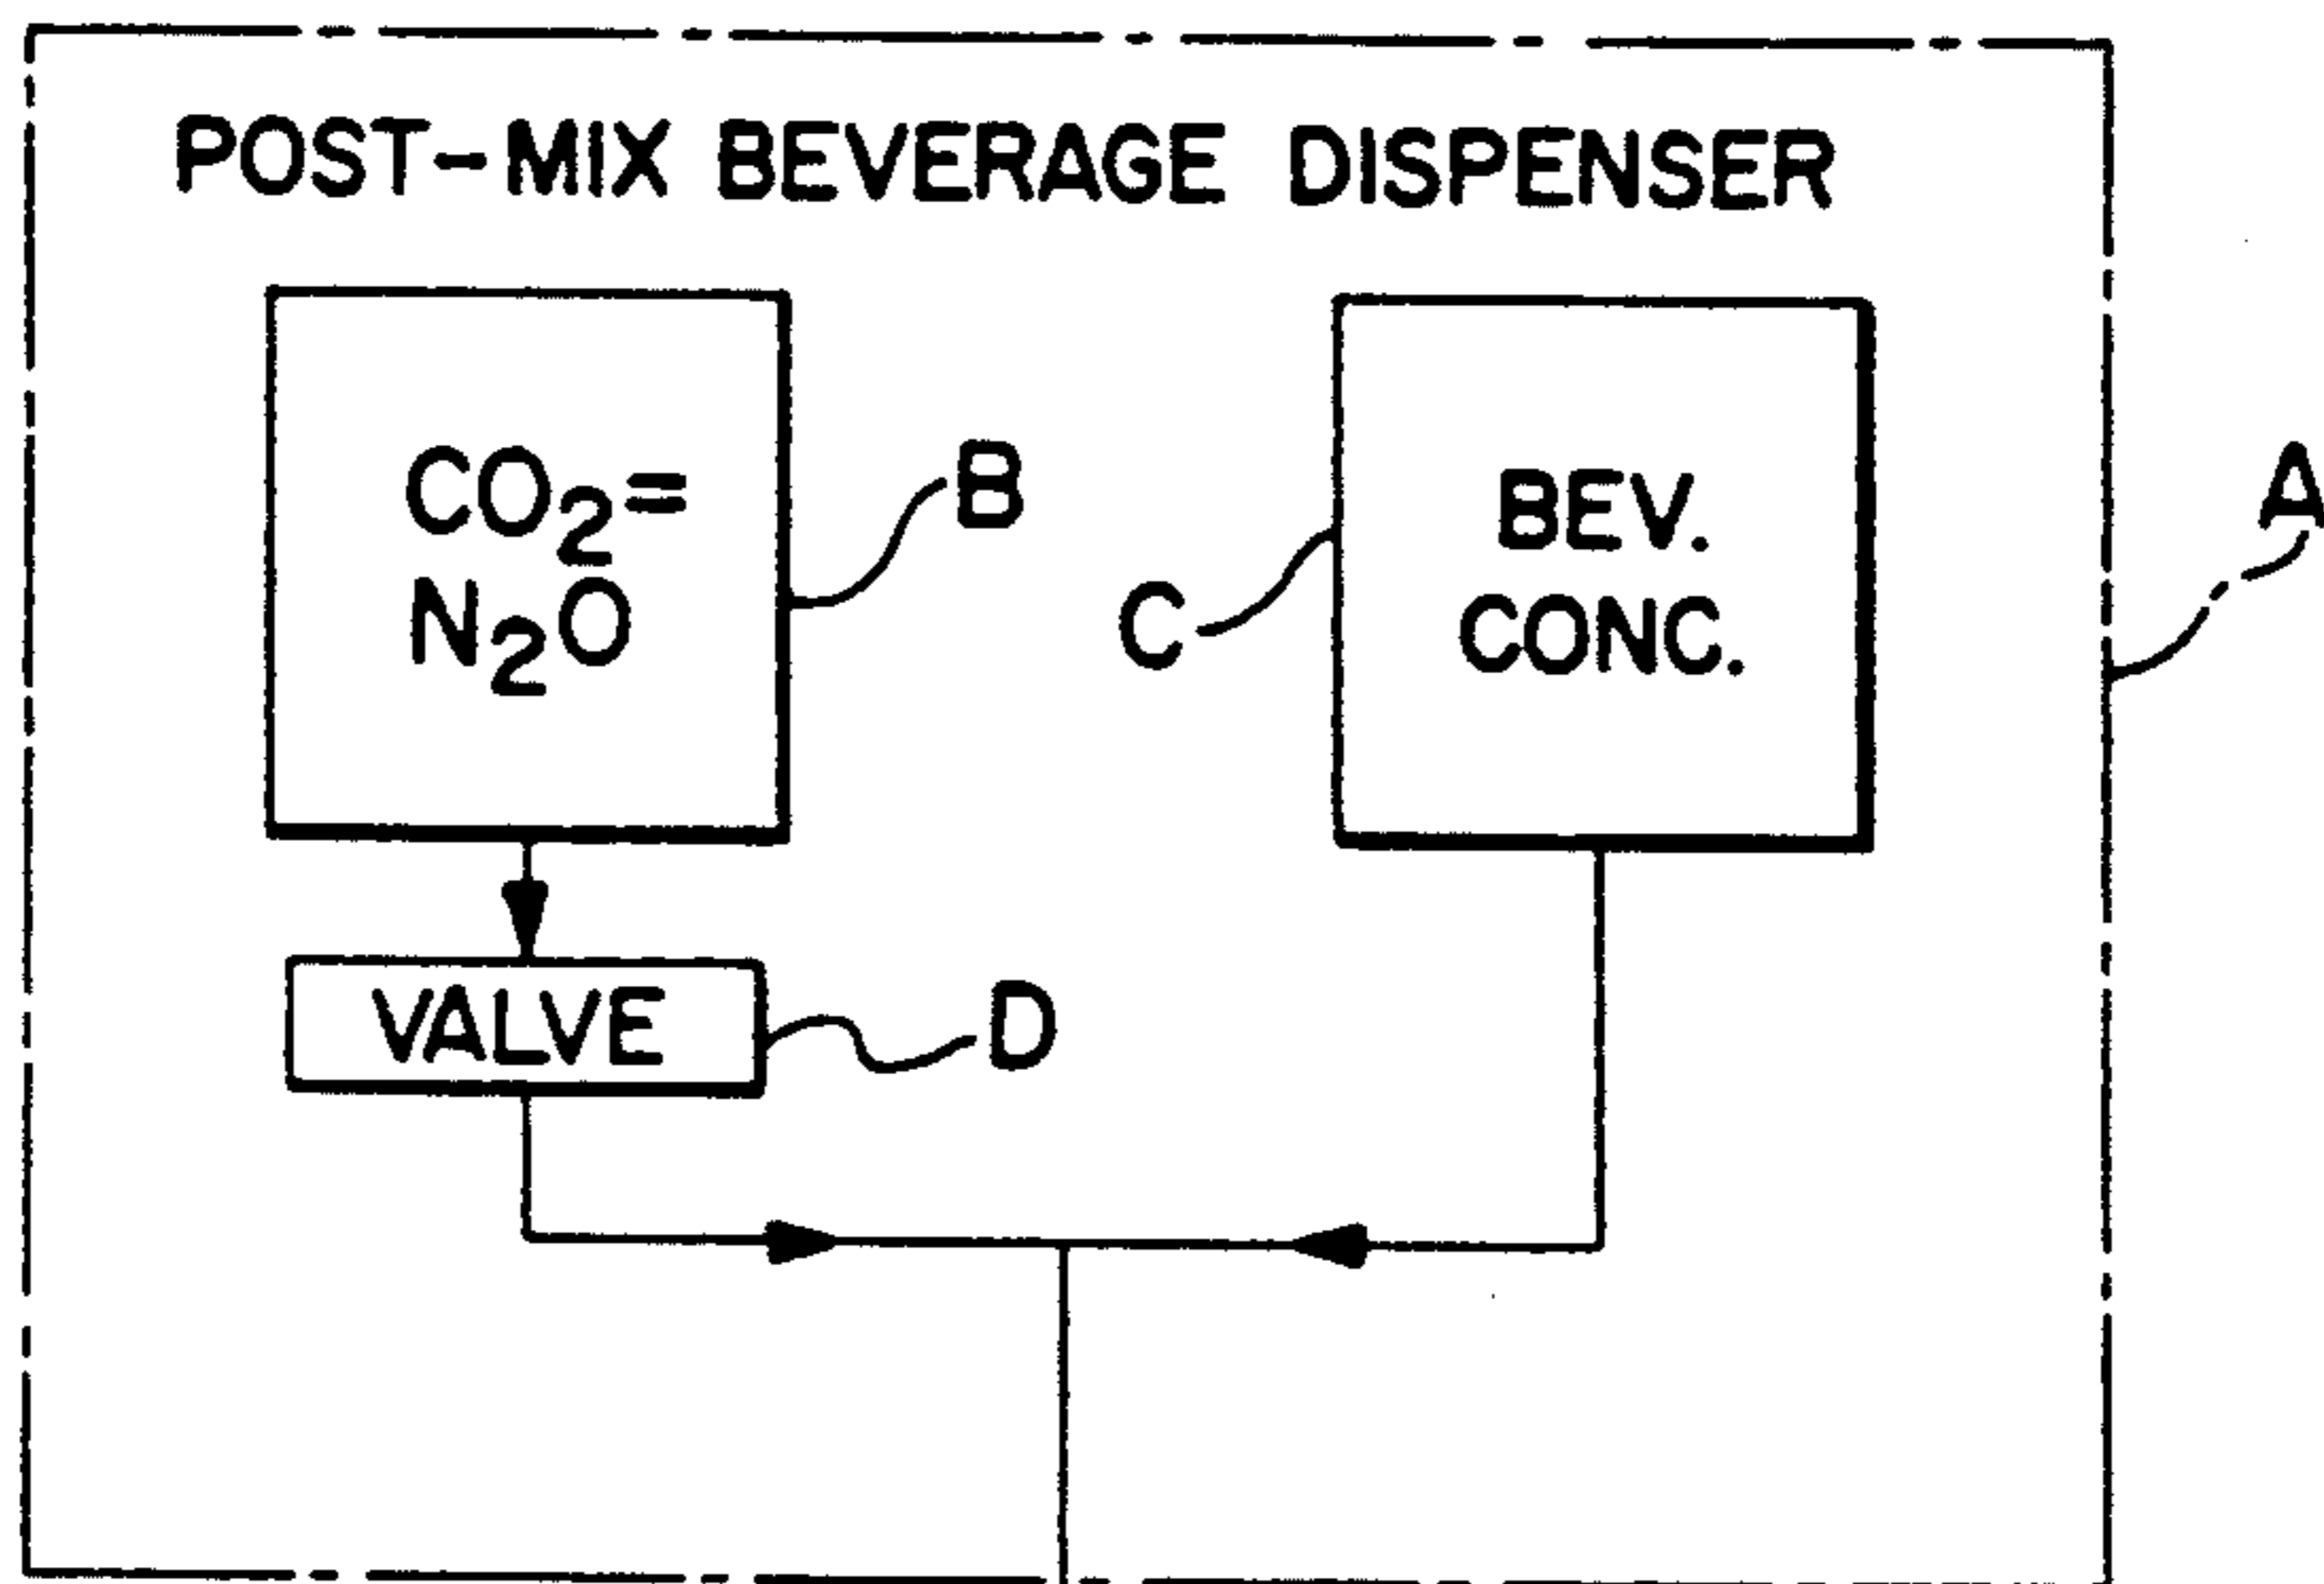 POST-MIX BEVERAGE DISPENSER
CO₂=
N₂O
B
C
BEV.
CONC.
A
VALVE
D